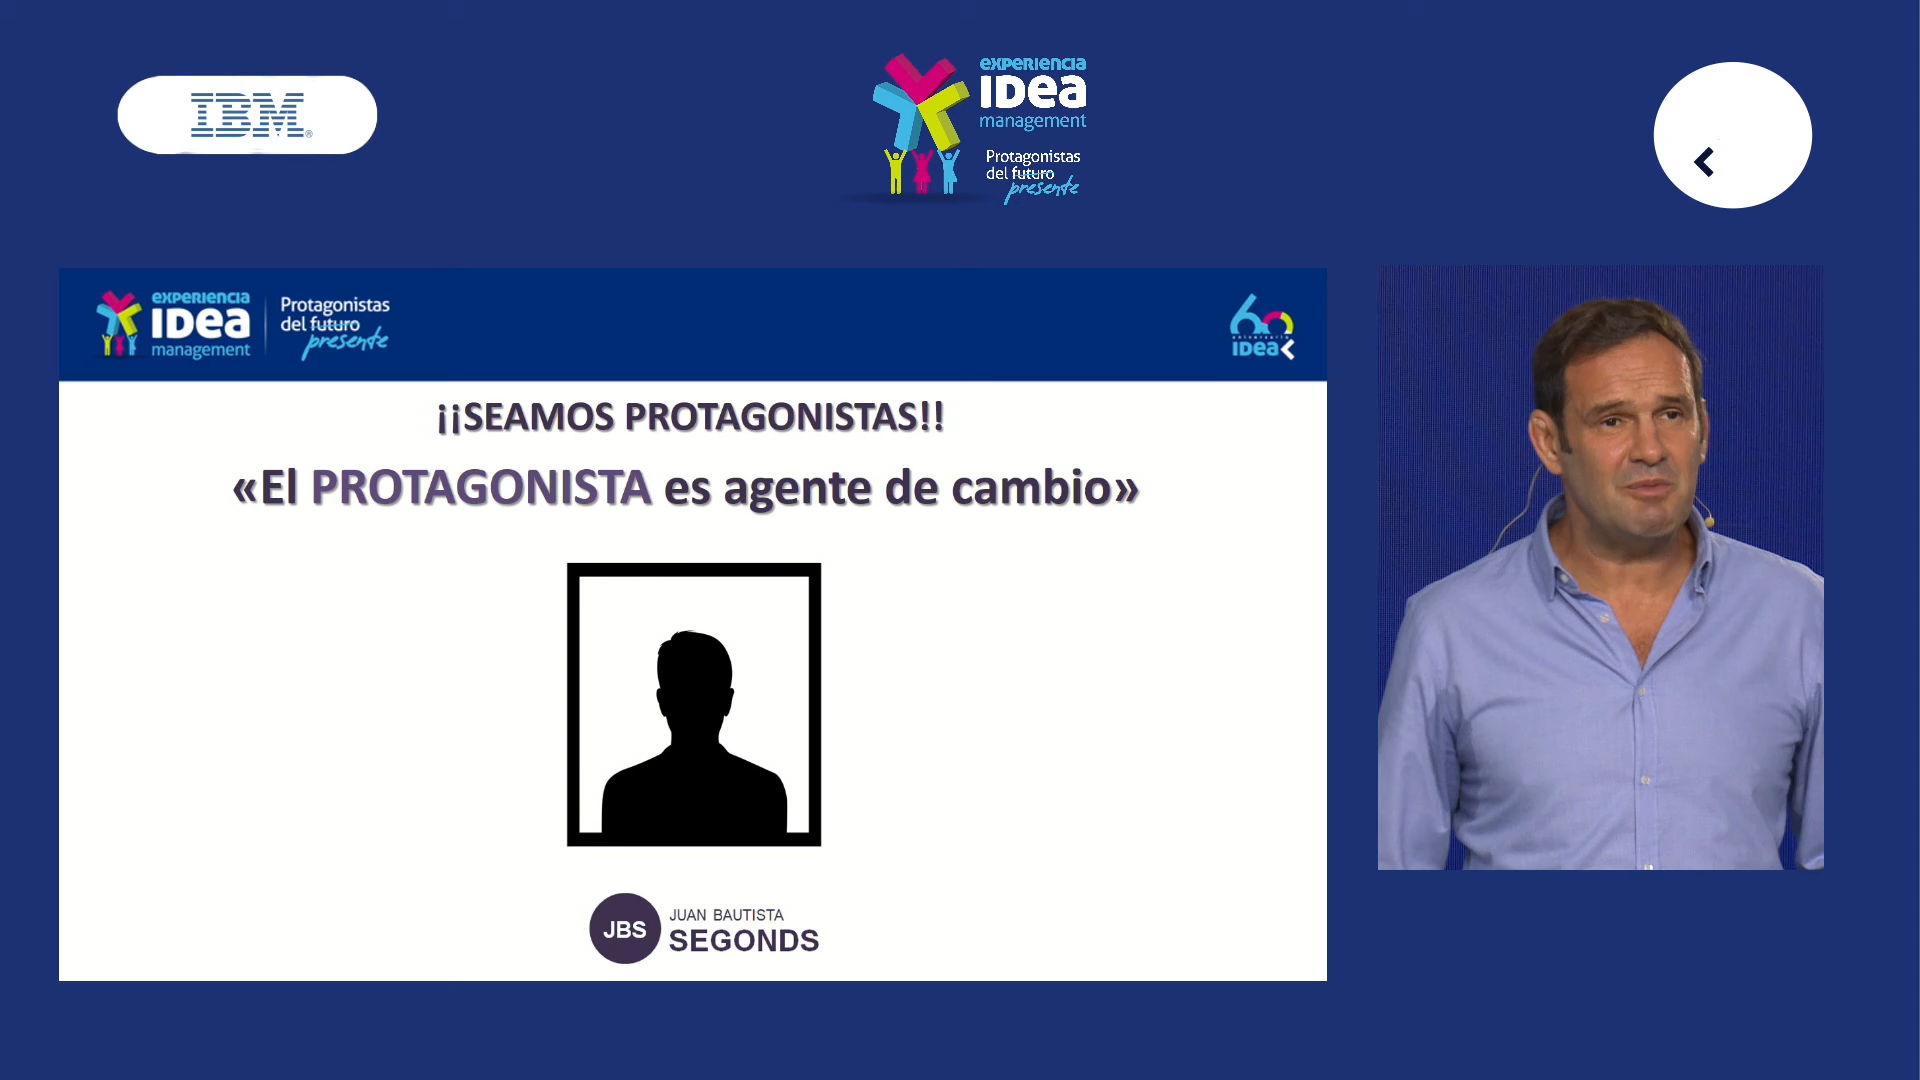 IBM®
experiencia
IDea
management
Protagonistas
del futuro
presente
experiencia
IDea
management
Protagonistas
del futuro
presente
60
aniversario
IDea
¡¡SEAMOS PROTAGONISTAS!!
«El PROTAGONISTA es agente de cambio»
JBS
JUAN BAUTISTA
SEGONDS